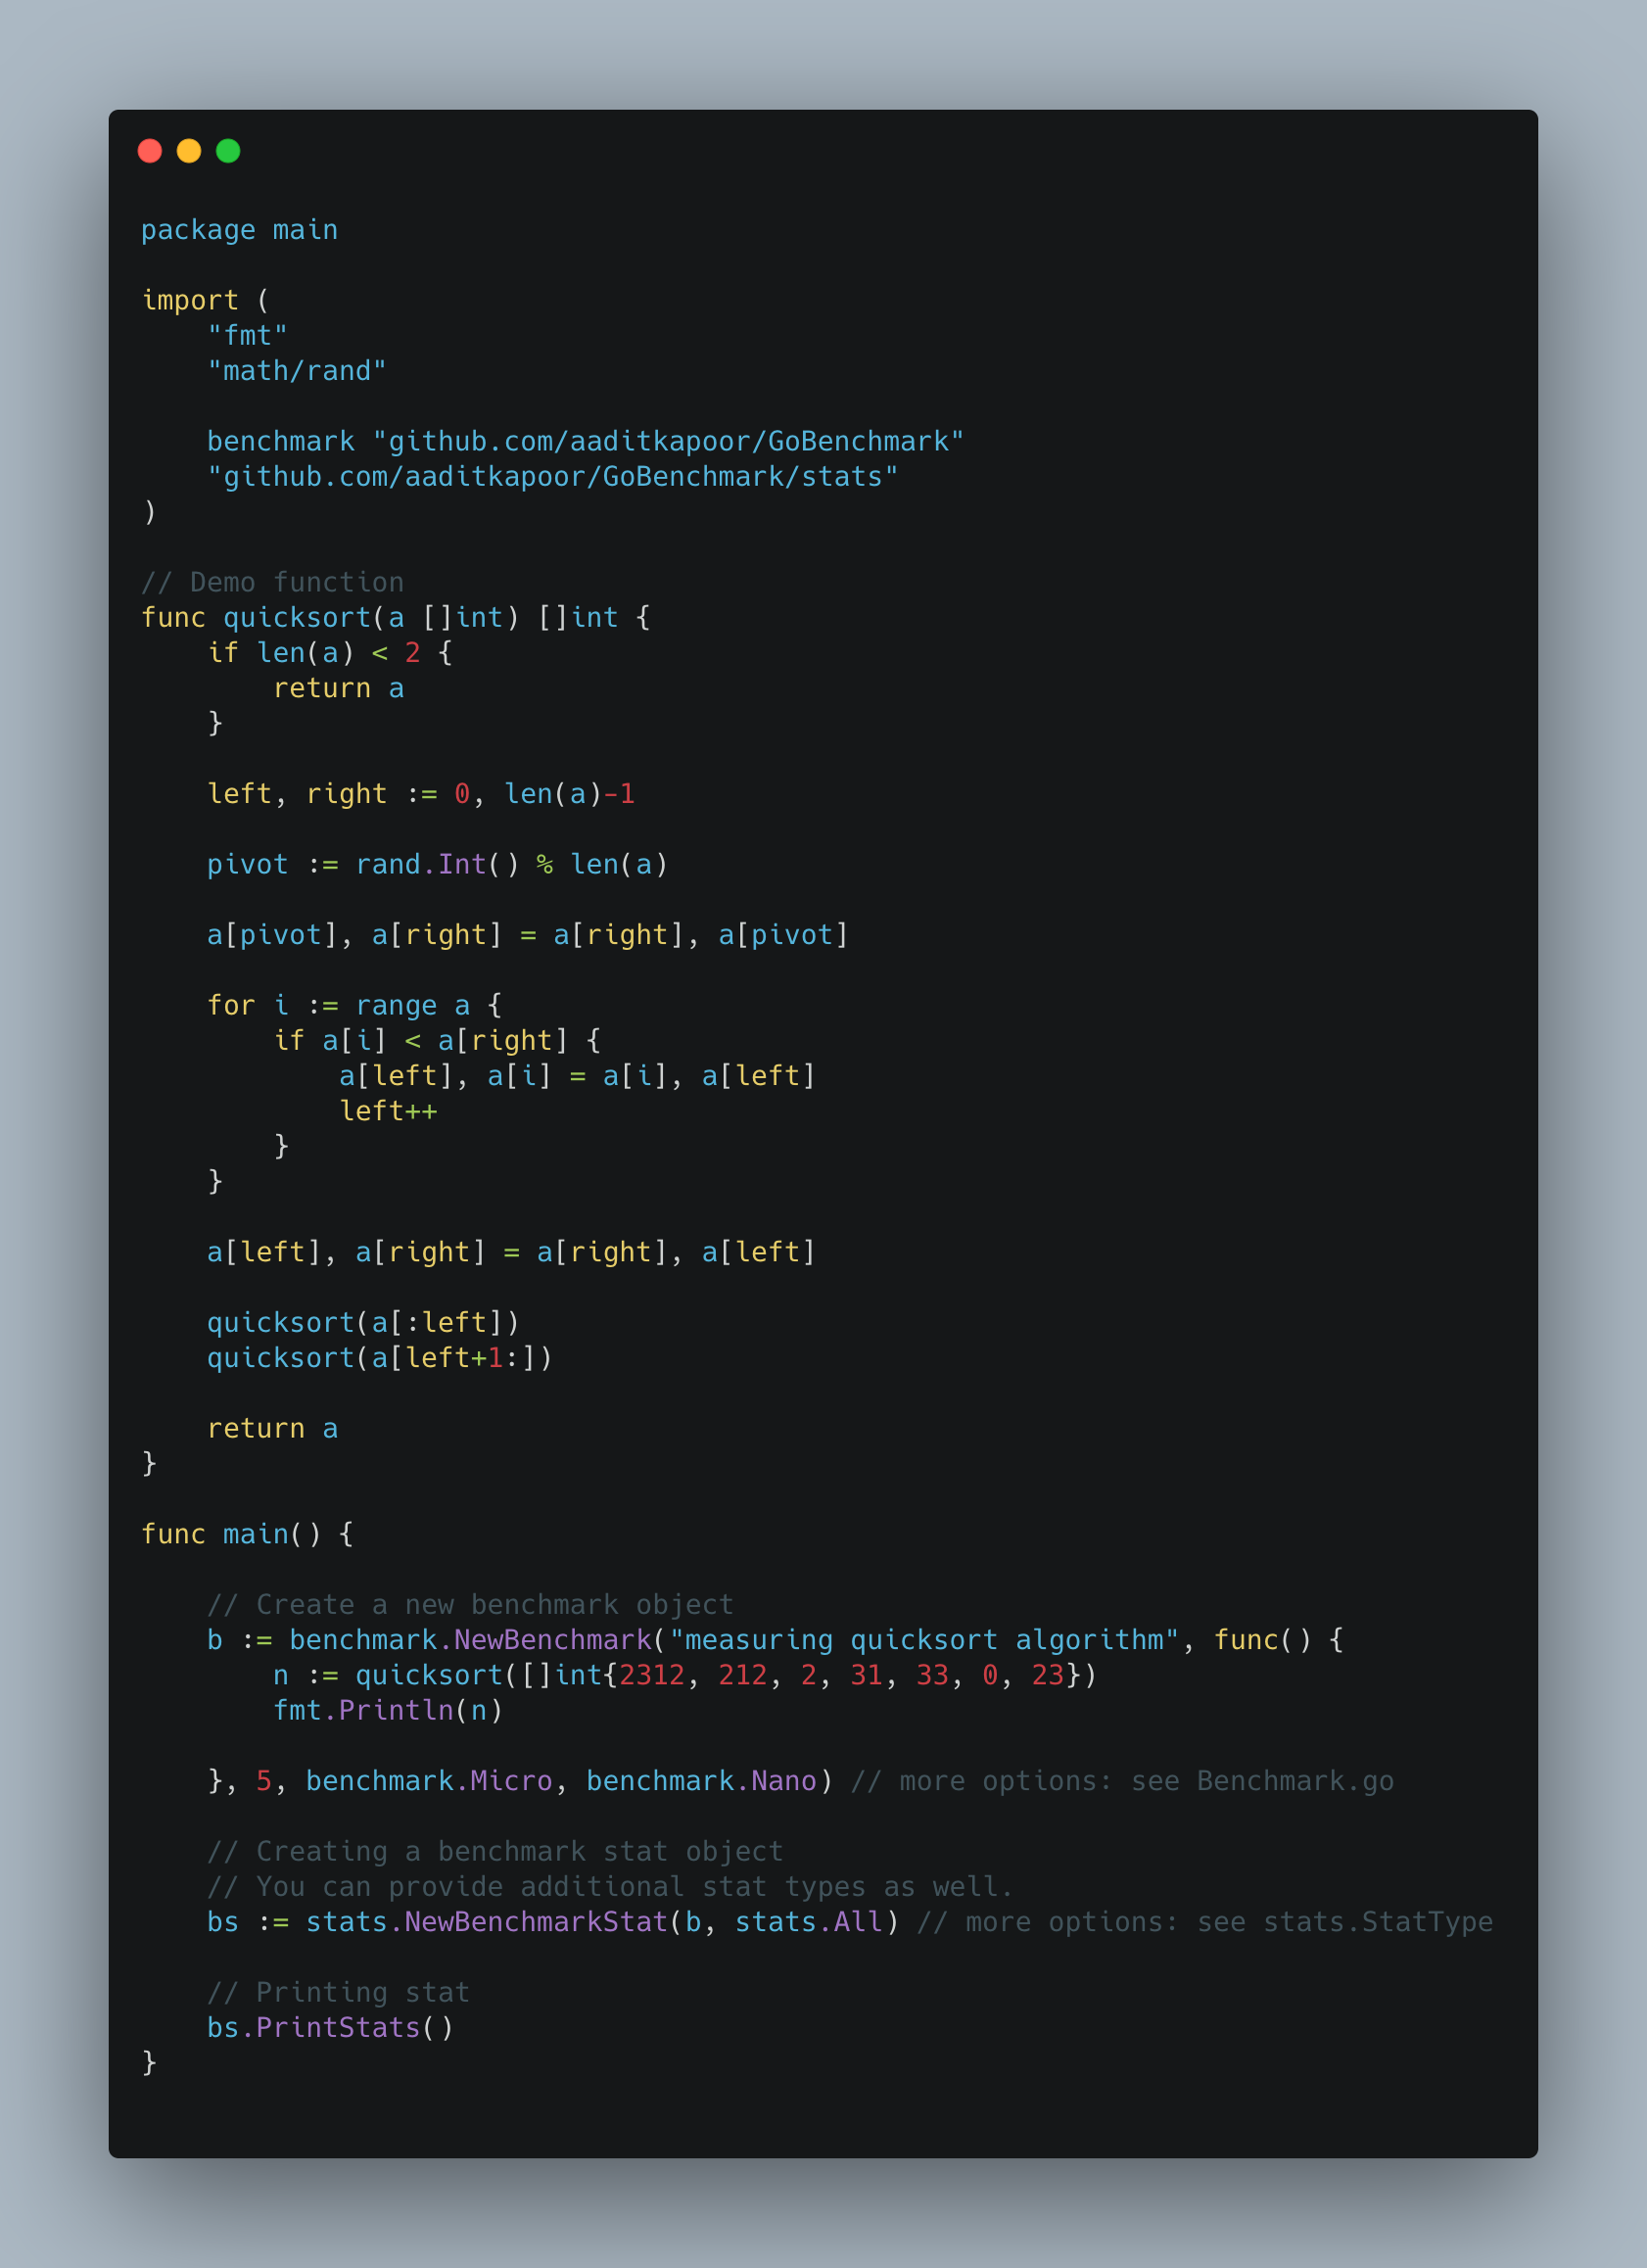 package main

import (
    "fmt"
    "math/rand"

    benchmark "github.com/aaditkapoor/GoBenchmark"
    "github.com/aaditkapoor/GoBenchmark/stats"
)

// Demo function
func quicksort(a []int) []int {
    if len(a) < 2 {
        return a
    }

    left, right := 0, len(a)-1

    pivot := rand.Int() % len(a)

    a[pivot], a[right] = a[right], a[pivot]

    for i := range a {
        if a[i] < a[right] {
            a[left], a[i] = a[i], a[left]
            left++
        }
    }

    a[left], a[right] = a[right], a[left]

    quicksort(a[:left])
    quicksort(a[left+1:])

    return a
}

func main() {

    // Create a new benchmark object
    b := benchmark.NewBenchmark("measuring quicksort algorithm", func() {
        n := quicksort([]int{2312, 212, 2, 31, 33, 0, 23})
        fmt.Println(n)

    }, 5, benchmark.Micro, benchmark.Nano) // more options: see Benchmark.go

    // Creating a benchmark stat object
    // You can provide additional stat types as well.
    bs := stats.NewBenchmarkStat(b, stats.All) // more options: see stats.StatType

    // Printing stat
    bs.PrintStats()
}